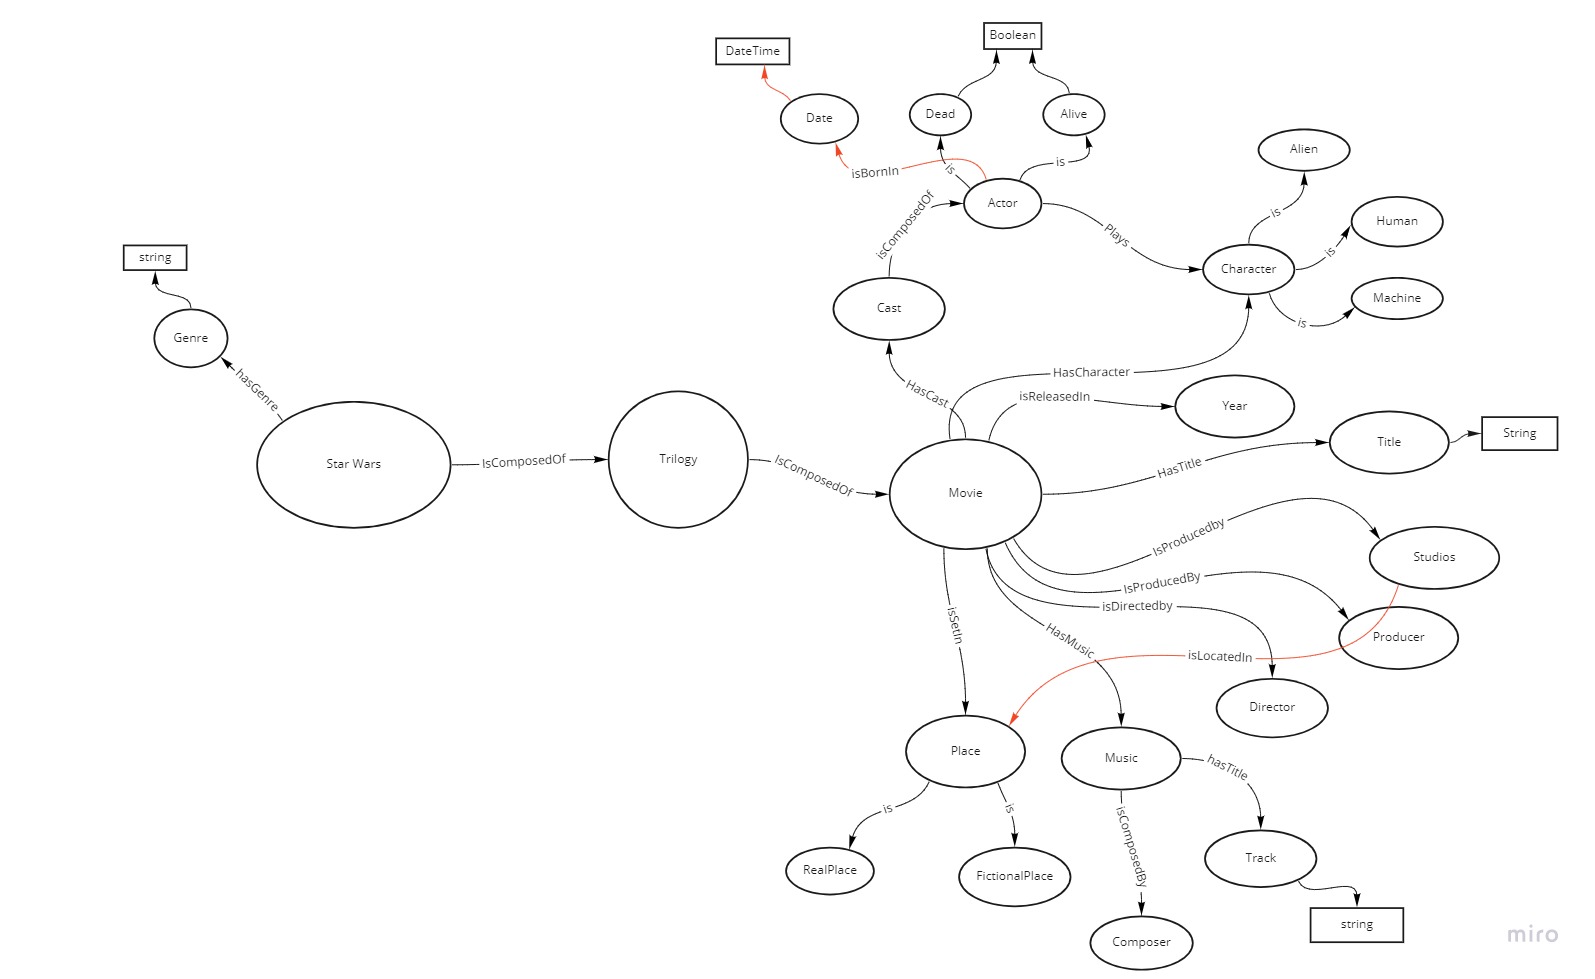 Boolean
DateTime
Dead
Alive
Date
Alien
is
is
isBornIn
Actor
isComposedOf
Plays
is
Human
is
string
Character
Cast
Machine
is
Genre
hasGenre
HasCast
HasCharacter
isReleasedIn
Year
Title
String
Star Wars
IsComposedOf
Trilogy
IsComposedOf
Movie
HasTitle
IsProducedby
Studios
IsProducedBy
isDirectedby
isSetIn
HasMusic
Producer
isLocatedIn
Director
Place
Music
hasTitle
is
is
isComposedBy
RealPlace
FictionalPlace
Track
string
Composer
miro